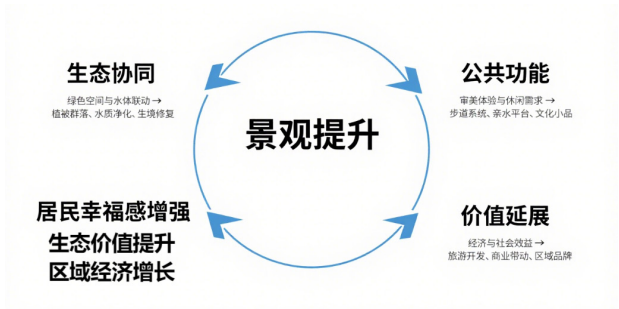 生态协同
绿色空间与水体联动 →
植被群落、水质净化、生境修复
公共功能
审美体验与休闲需求 →
步道系统、亲水平台、文化小品
景观提升
居民幸福感增强
生态价值提升
区域经济增长
价值延展
经济与社会效益 →
旅游开发、商业带动、区域品牌